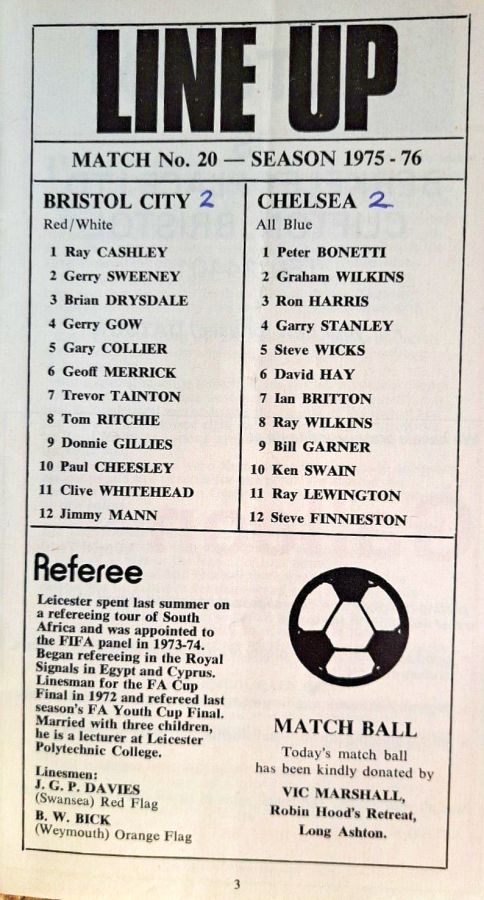 LINE UP
MATCH No. 20 — SEASON 1975 - 76
BRISTOL CITY 2
Red/White
1 Ray CASHLEY
2 Gerry SWEENEY
3 Brian DRYSDALE
4 Gerry GOW
5 Gary COLLIER
6 Geoff MERRICK
7 Trevor TAINTON
8 Tom RITCHIE
9 Donnie GILLIES
10 Paul CHEESLEY
11 Clive WHITEHEAD
12 Jimmy MANN
CHELSEA 2
All Blue
1 Peter BONETTI
2 Graham WILKINS
3 Ron HARRIS
4 Garry STANLEY
5 Steve WICKS
6 David HAY
7 Ian BRITTON
8 Ray WILKINS
9 Bill GARNER
10 Ken SWAIN
11 Ray LEWINGTON
12 Steve FINNIESTON
Referee
Leicester spent last summer on
a refereeing tour of South
Africa and was appointed to
the FIFA panel in 1973-74.
Began refereeing in the Royal
Signals in Egypt and Cyprus.
Linesman for the FA Cup
Final in 1972 and refereed last
season's FA Youth Cup Final.
Married with three children,
he is a lecturer at Leicester
Polytechnic College.
Linesmen:
J. G. P. DAVIES
(Swansea) Red Flag
B. W. BICK
(Weymouth) Orange Flag
MATCH BALL
Today's match ball
has been kindly donated by
VIC MARSHALL,
Robin Hood's Retreat,
Long Ashton.
3